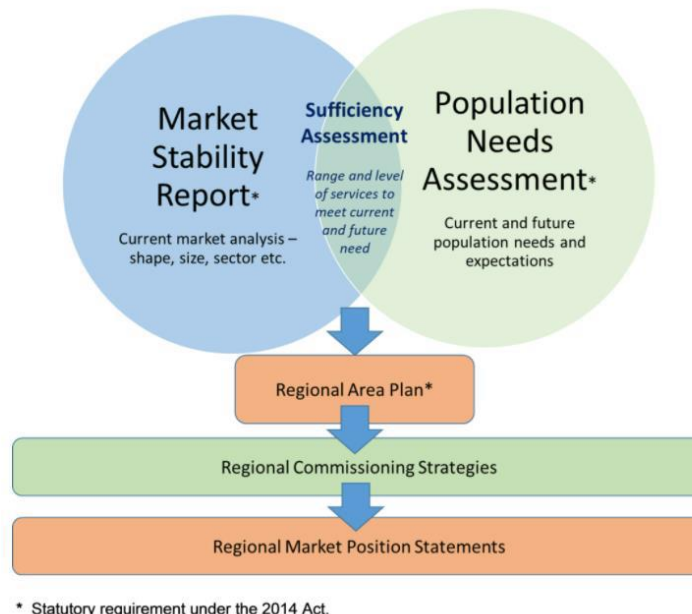 Market
Stability
Report*
Current market analysis –
shape, size, sector etc.
Sufficiency
Assessment
Range and level
of services to
meet current
and future
need
Population
Needs
Assessment*
Current and future
population needs and
expectations
Regional Area Plan*
Regional Commissioning Strategies
Regional Market Position Statements
* Statutory requirement under the 2014 Act.